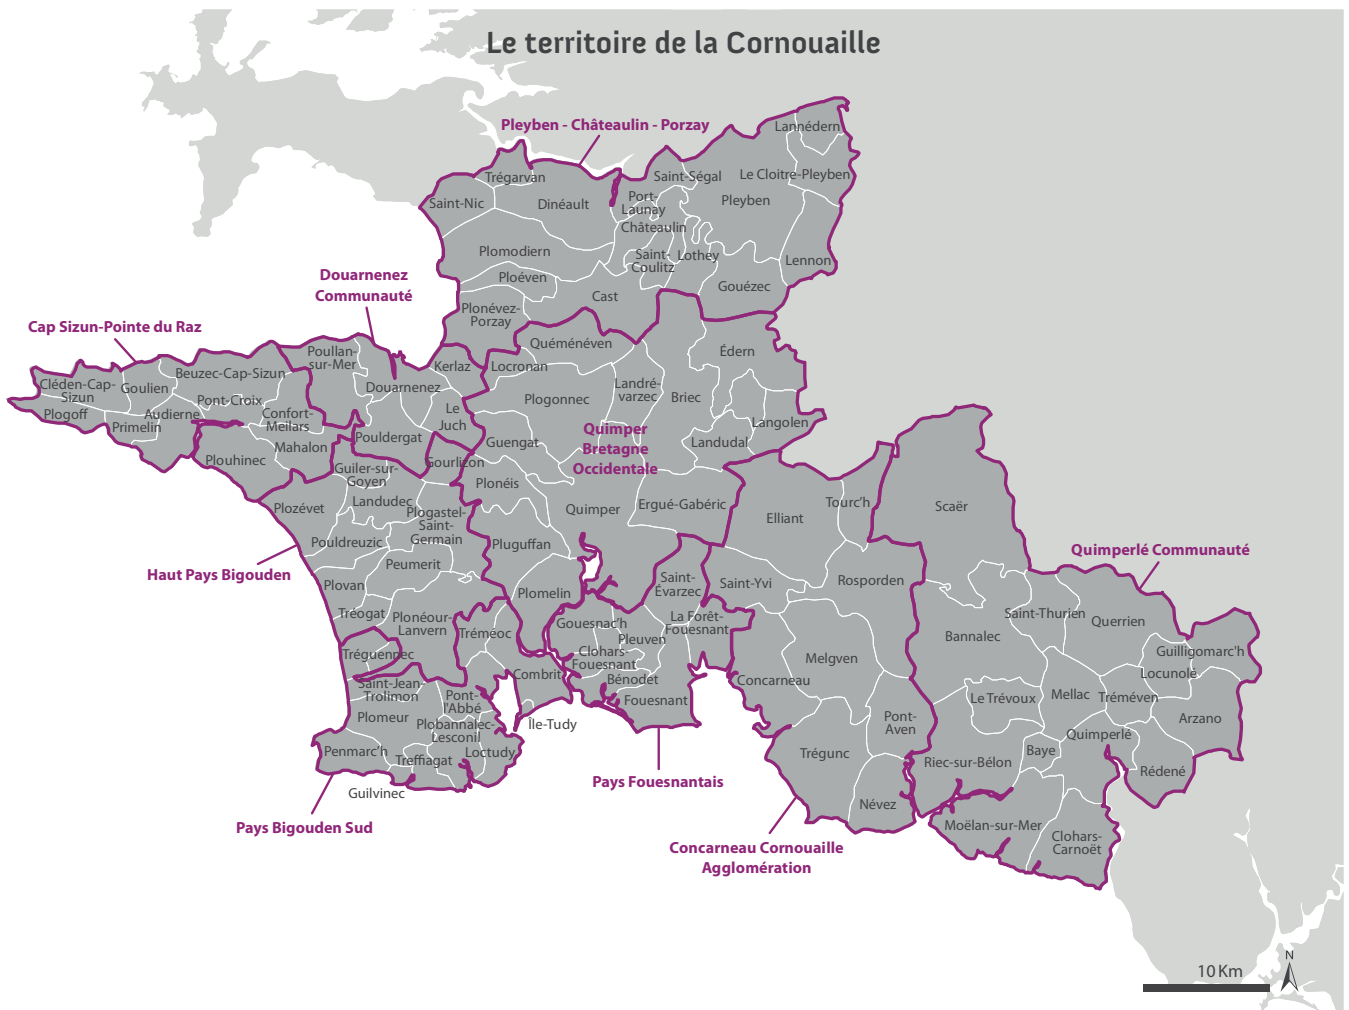 Le territoire de la Cornouaille
Pleyben - Châteaulin - Porzay
Lannédern
Trégarvan
Saint-Ségal
Le Cloitre-Pleyben
Saint-Nic
Dinéault
Port-
Launay
Pleyben
Châteaulin
Plomodiern
Saint-
Coulitz
Lothey
Lennon
Ploéven
Gouézec
Cast
Plonévez-
Porzay
Douarnenez
Communauté
Cap Sizun-Pointe du Raz
Quéménéven
Édern
Poullan-
sur-Mer
Kerlaz
Locronan
Beuzec-Cap-Sizun
Cléden-Cap-
Sizun
Goulien
Douarnenez
Landré-
varzec
Briec
Plogonnec
Pont-Croix
Plogoff
Audierne
Primelin
Confort-
Meilars
Le
Juch
Langolen
Quimper
Bretagne
Occidentale
Pouldergat
Guengat
Landudal
Mahalon
Plouhinec
Gourlizon
Guiler-sur-
Goyen
Plonéis
Plozévet
Landudec
Plogastel-
Saint-
Germain
Quimper
Ergué-Gabéric
Elliant
Tourc'h
Scaër
Pouldreuzic
Pluguffan
Peumerit
Haut Pays Bigouden
Quimperlé Communauté
Plovan
Plomelin
Saint-
Évarzec
Saint-Yvi
Rosporden
Tréogat
Plonéour-
Lanvern
Tréméoc
Gouesnac'h
La Forêt-
Fouesnant
Pleuven
Saint-Thurien
Querrien
Bannalec
Tréguennec
Clohars-
Fouesnant
Melgven
Guilligomarc'h
Combrit
Bénodet
Concarneau
Locunolé
Saint-Jean-
Trolimon
Pont-
l'Abbé
Fouesnant
Le Trévoux
Mellac
Tréméven
Plomeur
Plobannalec-
Lesconil
Île-Tudy
Pont-
Aven
Arzano
Quimperlé
Penmarc'h
Treffiagat
Loctudy
Trégunc
Riec-sur-Bélon
Baye
Rédené
Guilvinec
Pays Fouesnantais
Névez
Pays Bigouden Sud
Moëlan-sur-Mer
Clohars-
Carnoët
Concarneau Cornouaille
Agglomération
N
10 Km